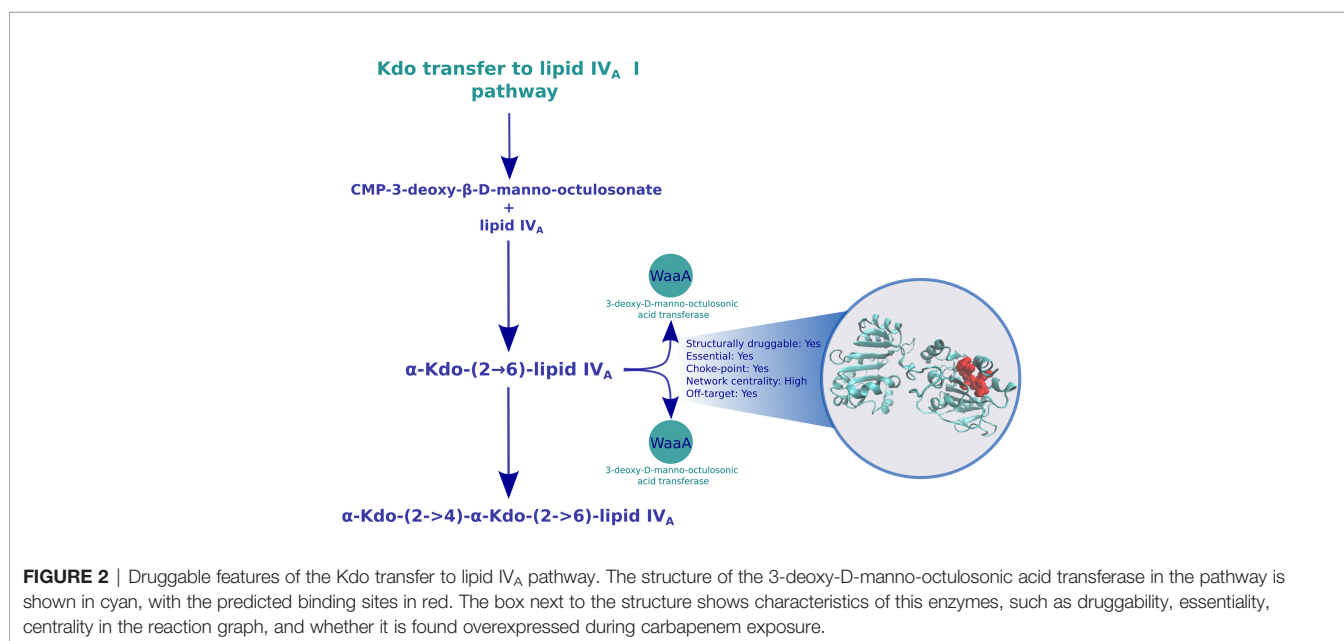 Kdo transfer to lipid IVA I
pathway
CMP-3-deoxy-β-D-manno-octulosonate
+
lipid IVA
WaaA
3-deoxy-D-manno-octulosonic
acid transferase
Structurally druggable: Yes
Essential: Yes
Choke-point: Yes
Network centrality: High
Off-target: Yes
α-Kdo-(2→6)-lipid IVA
WaaA
3-deoxy-D-manno-octulosonic
acid transferase
α-Kdo-(2->4)-α-Kdo-(2->6)-lipid IVA
FIGURE 2 | Druggable features of the Kdo transfer to lipid IVA pathway. The structure of the 3-deoxy-D-manno-octulosonic acid transferase in the pathway is
shown in cyan, with the predicted binding sites in red. The box next to the structure shows characteristics of this enzymes, such as druggability, essentiality,
centrality in the reaction graph, and whether it is found overexpressed during carbapenem exposure.